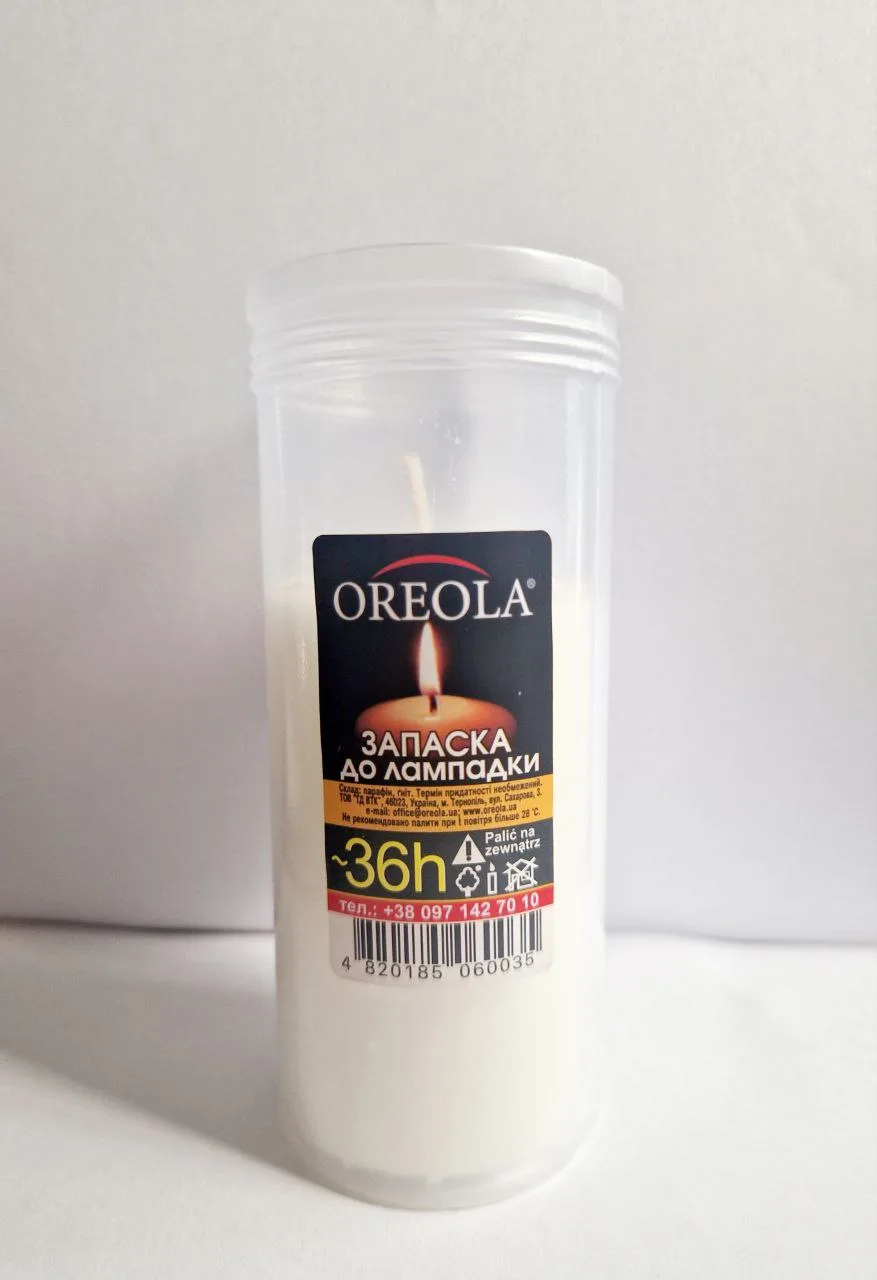 OREOLA®
ЗАПАСКА
до лампадки
Склад: парафін, ґніт. Термін придатності необмежений.
ТОВ "ТД ВТК", 46023, Україна, м. Тернопіль, вул. Сахарова, 3.
e-mail: office@oreola.ua; www.oreola.ua
Не рекомендовано палити при t повітря більше 28 °С.
~36h
Palić na
zewnątrz
тел.: +38 097 142 70 10
4 820185 060035